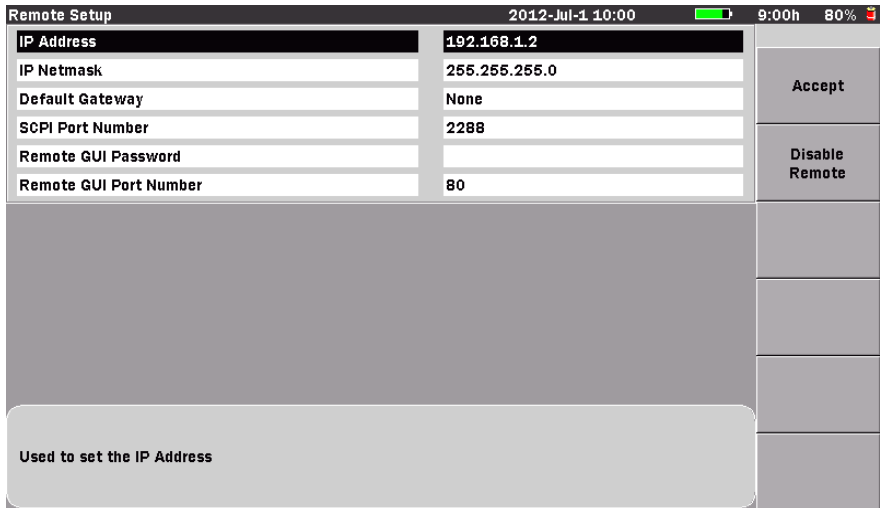 Remote Setup 2012-Jul-1 10:00 9:00h 80%
IP Address 192.168.1.2
IP Netmask 255.255.255.0
Default Gateway None
SCPI Port Number 2288
Remote GUI Password
Remote GUI Port Number 80
Accept
Disable
Remote
Used to set the IP Address